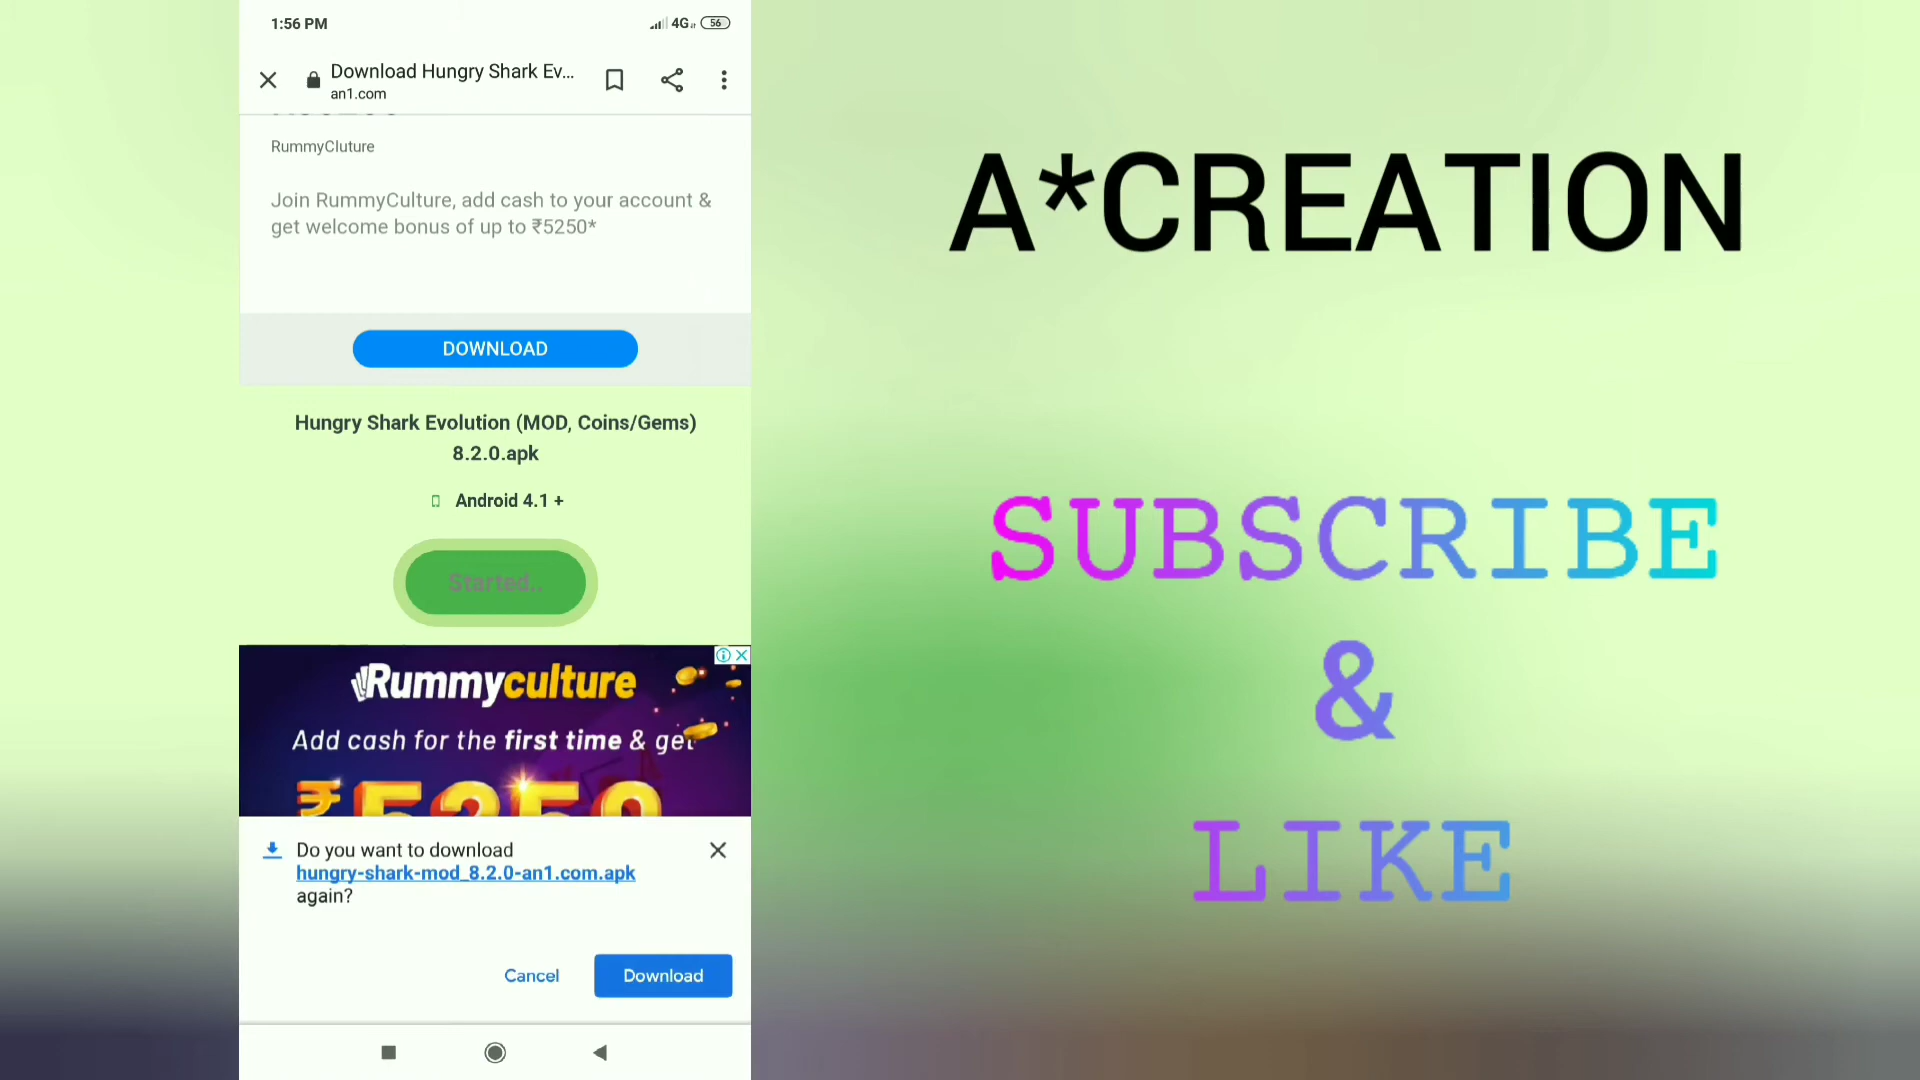 1:56 PM
4G
56
Download Hungry Shark Ev...
an1.com
RummyCluture
Join RummyCulture, add cash to your account &
get welcome bonus of up to ₹5250*
DOWNLOAD
Hungry Shark Evolution (MOD, Coins/Gems)
8.2.0.apk
Android 4.1 +
Started..
Rummyculture
Add cash for the first time & get
₹5250
Do you want to download
hungry-shark-mod_8.2.0-an1.com.apk
again?
Cancel
Download
A*CREATION
SUBSCRIBE
&
LIKE